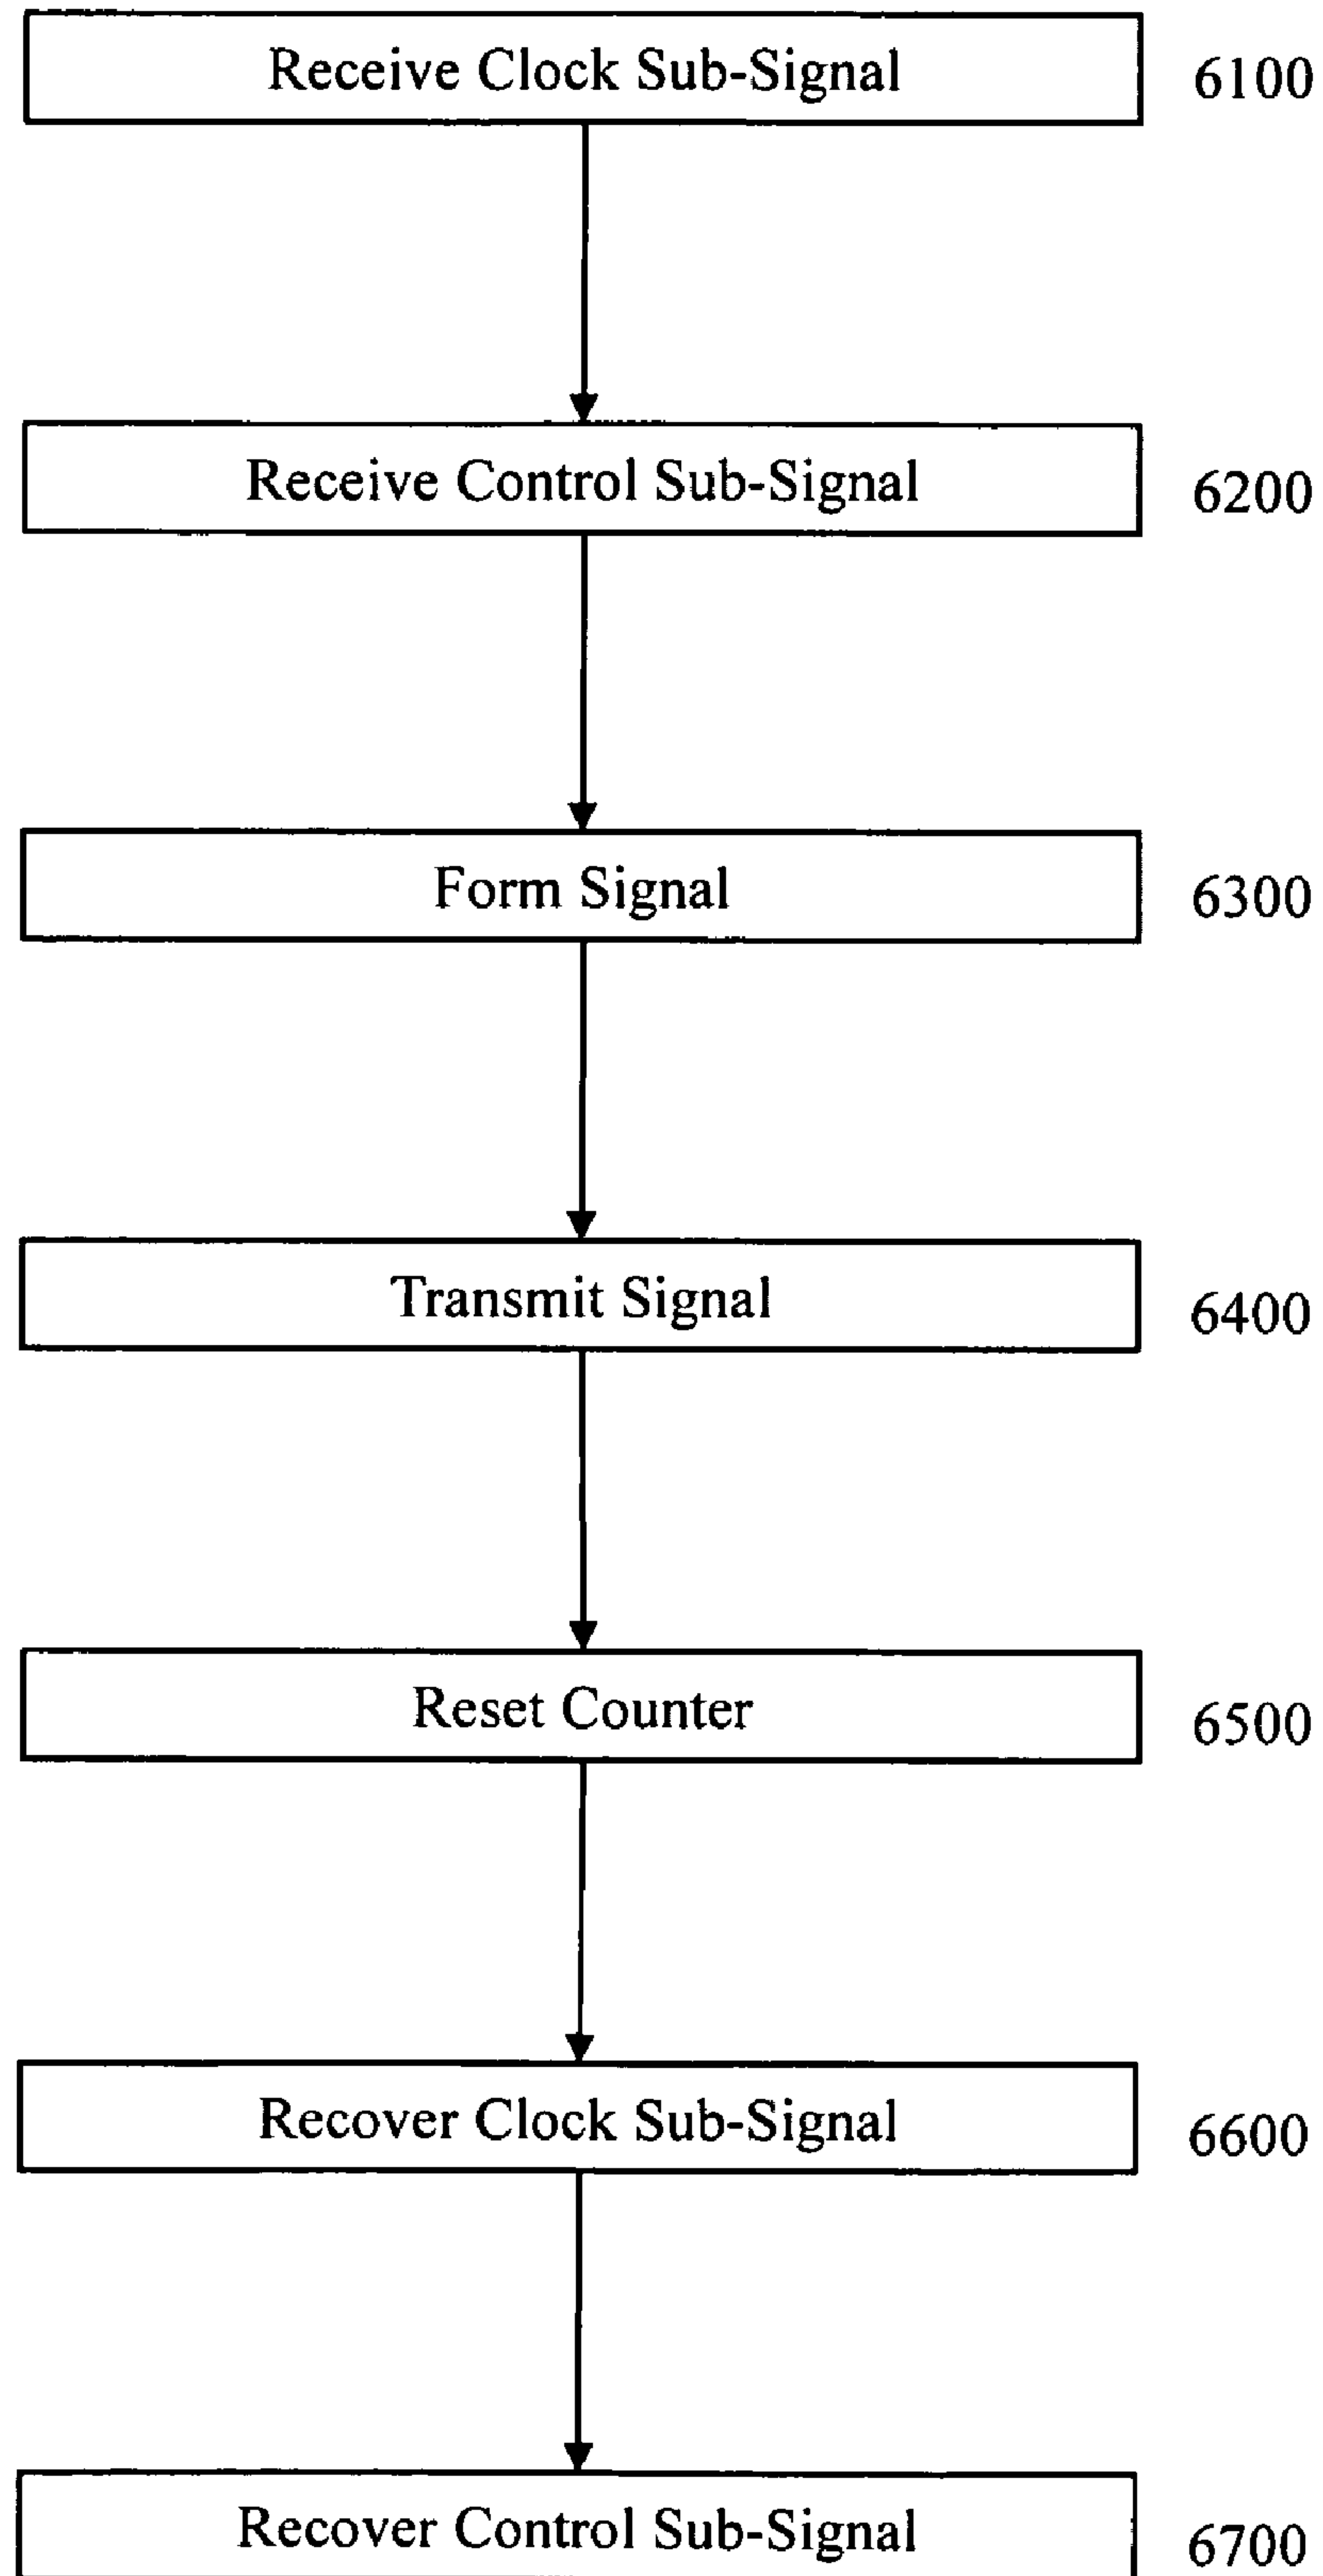 Receive Clock Sub-Signal 6100
Receive Control Sub-Signal 6200
Form Signal 6300
Transmit Signal 6400
Reset Counter 6500
Recover Clock Sub-Signal 6600
Recover Control Sub-Signal 6700